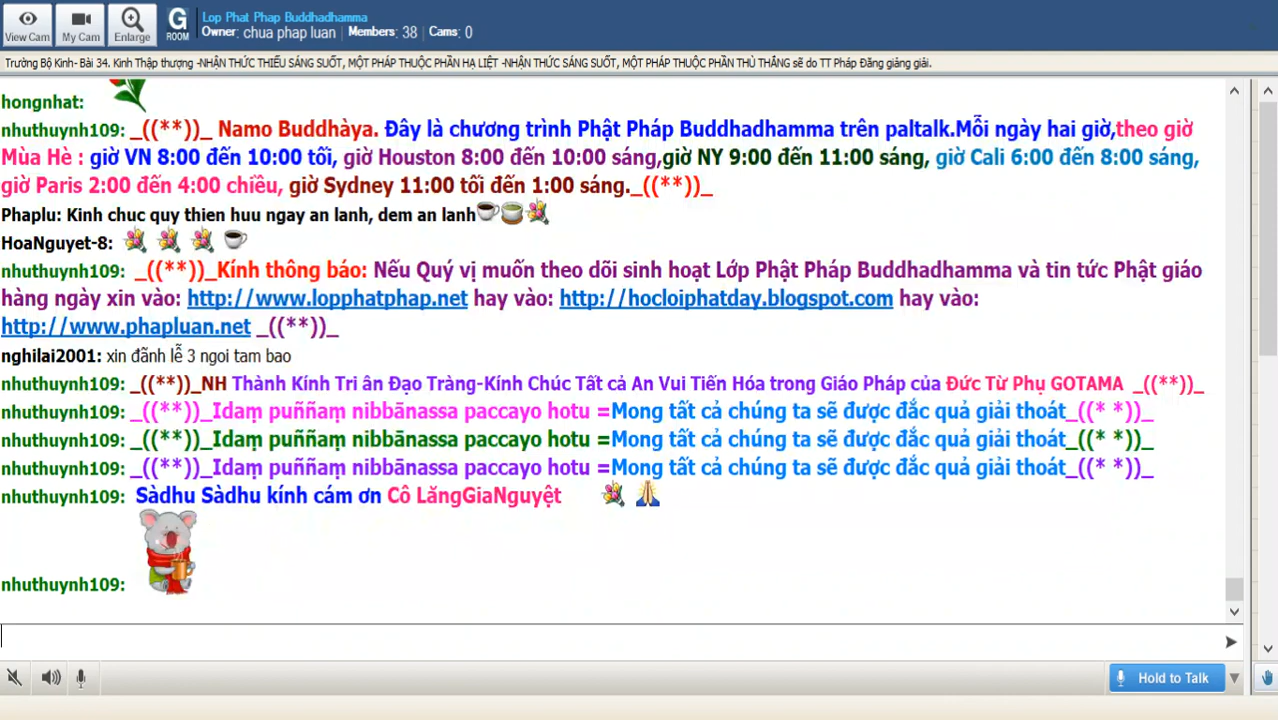 Lop Phat Phap Buddhadhamma
Owner: chua phap luan | Members: 38 | Cams: 0
View Cam
My Cam
Enlarge
G
ROOM
Trường Bộ Kinh- Bài 34. Kinh Thập thượng -NHẬN THỨC THIẾU SÁNG SUỐT, MỘT PHÁP THUỘC PHẦN HẠ LIỆT -NHẬN THỨC SÁNG SUỐT, MỘT PHÁP THUỘC PHẦN THÙ THẮNG sẽ do TT Pháp Đăng giảng giải.
hongnhat:
nhuthuynh109: _((**))_ Namo Buddhàya. Đây là chương trình Phật Pháp Buddhadhamma trên paltalk.Mỗi ngày hai giờ,theo giờ
Mùa Hè : giờ VN 8:00 đến 10:00 tối, giờ Houston 8:00 đến 10:00 sáng,giờ NY 9:00 đến 11:00 sáng, giờ Cali 6:00 đến 8:00 sáng,
giờ Paris 2:00 đến 4:00 chiều, giờ Sydney 11:00 tối đến 1:00 sáng._((**))_
Phaplu: Kinh chuc quy thien huu ngay an lanh, dem an lanh
HoaNguyet-8:
nhuthuynh109: _((**))_Kính thông báo: Nếu Quý vị muốn theo dõi sinh hoạt Lớp Phật Pháp Buddhadhamma và tin tức Phật giáo
hàng ngày xin vào: http://www.lopphatphap.net hay vào: http://hocloiphatday.blogspot.com hay vào:
http://www.phapluan.net _((**))_
nghilai2001: xin đãnh lễ 3 ngoi tam bao
nhuthuynh109: _((**))_NH Thành Kính Tri ân Đạo Tràng-Kính Chúc Tất cả An Vui Tiến Hóa trong Giáo Pháp của Đức Từ Phụ GOTAMA _((**))_
nhuthuynh109: _((**))_Idaṃ puññaṃ nibbānassa paccayo hotu =Mong tất cả chúng ta sẽ được đắc quả giải thoát_((* *))_
nhuthuynh109: _((**))_Idaṃ puññaṃ nibbānassa paccayo hotu =Mong tất cả chúng ta sẽ được đắc quả giải thoát_((* *))_
nhuthuynh109: _((**))_Idaṃ puññaṃ nibbānassa paccayo hotu =Mong tất cả chúng ta sẽ được đắc quả giải thoát_((* *))_
nhuthuynh109: Sàdhu Sàdhu kính cám ơn Cô LăngGiaNguyệt
nhuthuynh109:
Hold to Talk